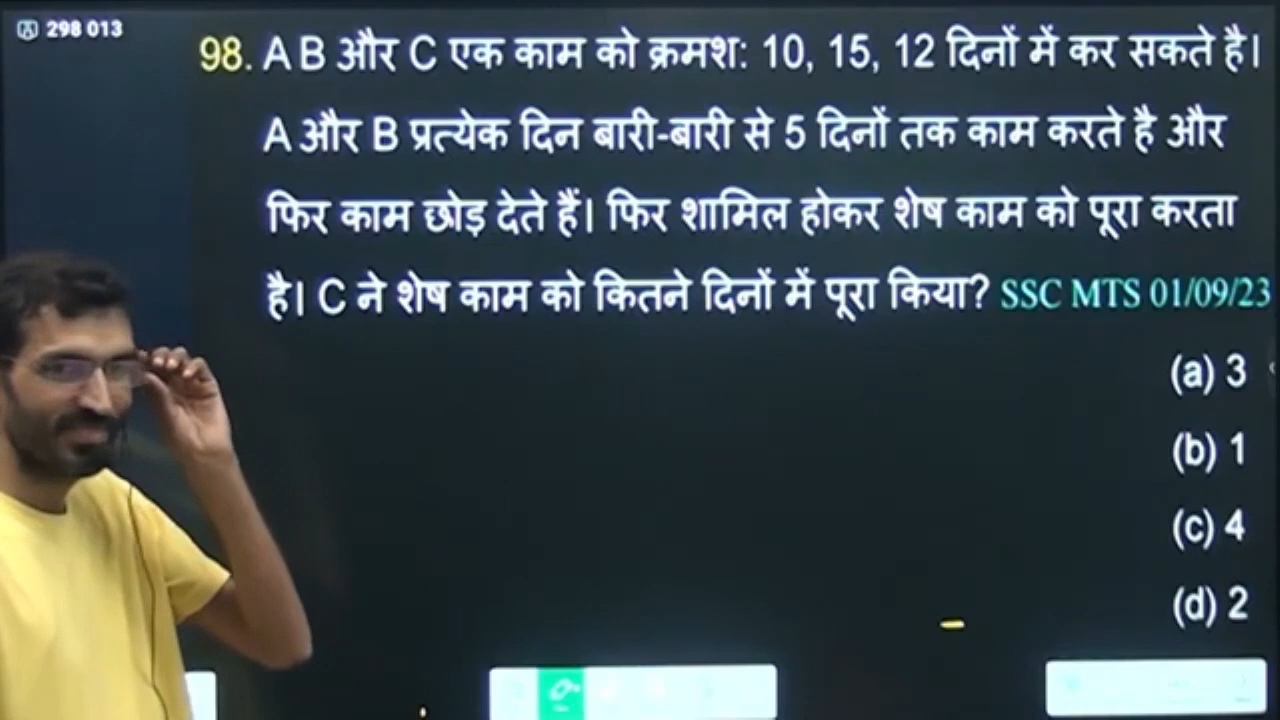 298 013
98. A B और C एक काम को क्रमश: 10, 15, 12 दिनों में कर सकते है।
A और B प्रत्येक दिन बारी-बारी से 5 दिनों तक काम करते है और
फिर काम छोड़ देते हैं। फिर शामिल होकर शेष काम को पूरा करता
है। C ने शेष काम को कितने दिनों में पूरा किया? SSC MTS 01/09/23
(a) 3
(b) 1
(c) 4
(d) 2